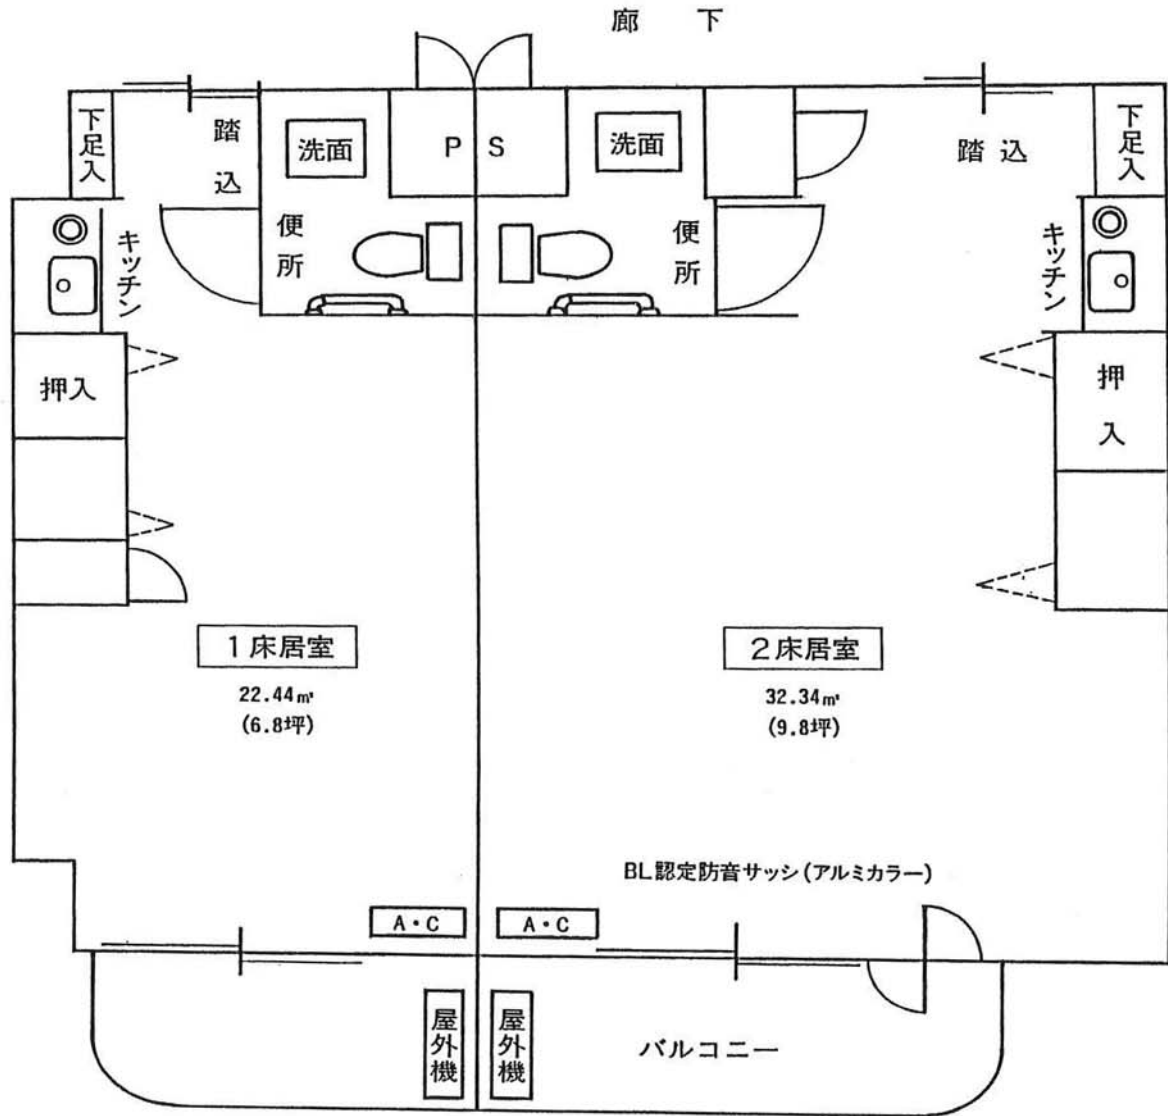 廊下
下足入
踏込
洗面
PS
洗面
踏込
下足入
キッチン
便所
便所
キッチン
押入
押入
1床居室
22.44㎡
(6.8坪)
2床居室
32.34㎡
(9.8坪)
BL認定防音サッシ(アルミカラー)
A・C
A・C
屋外機
屋外機
バルコニー